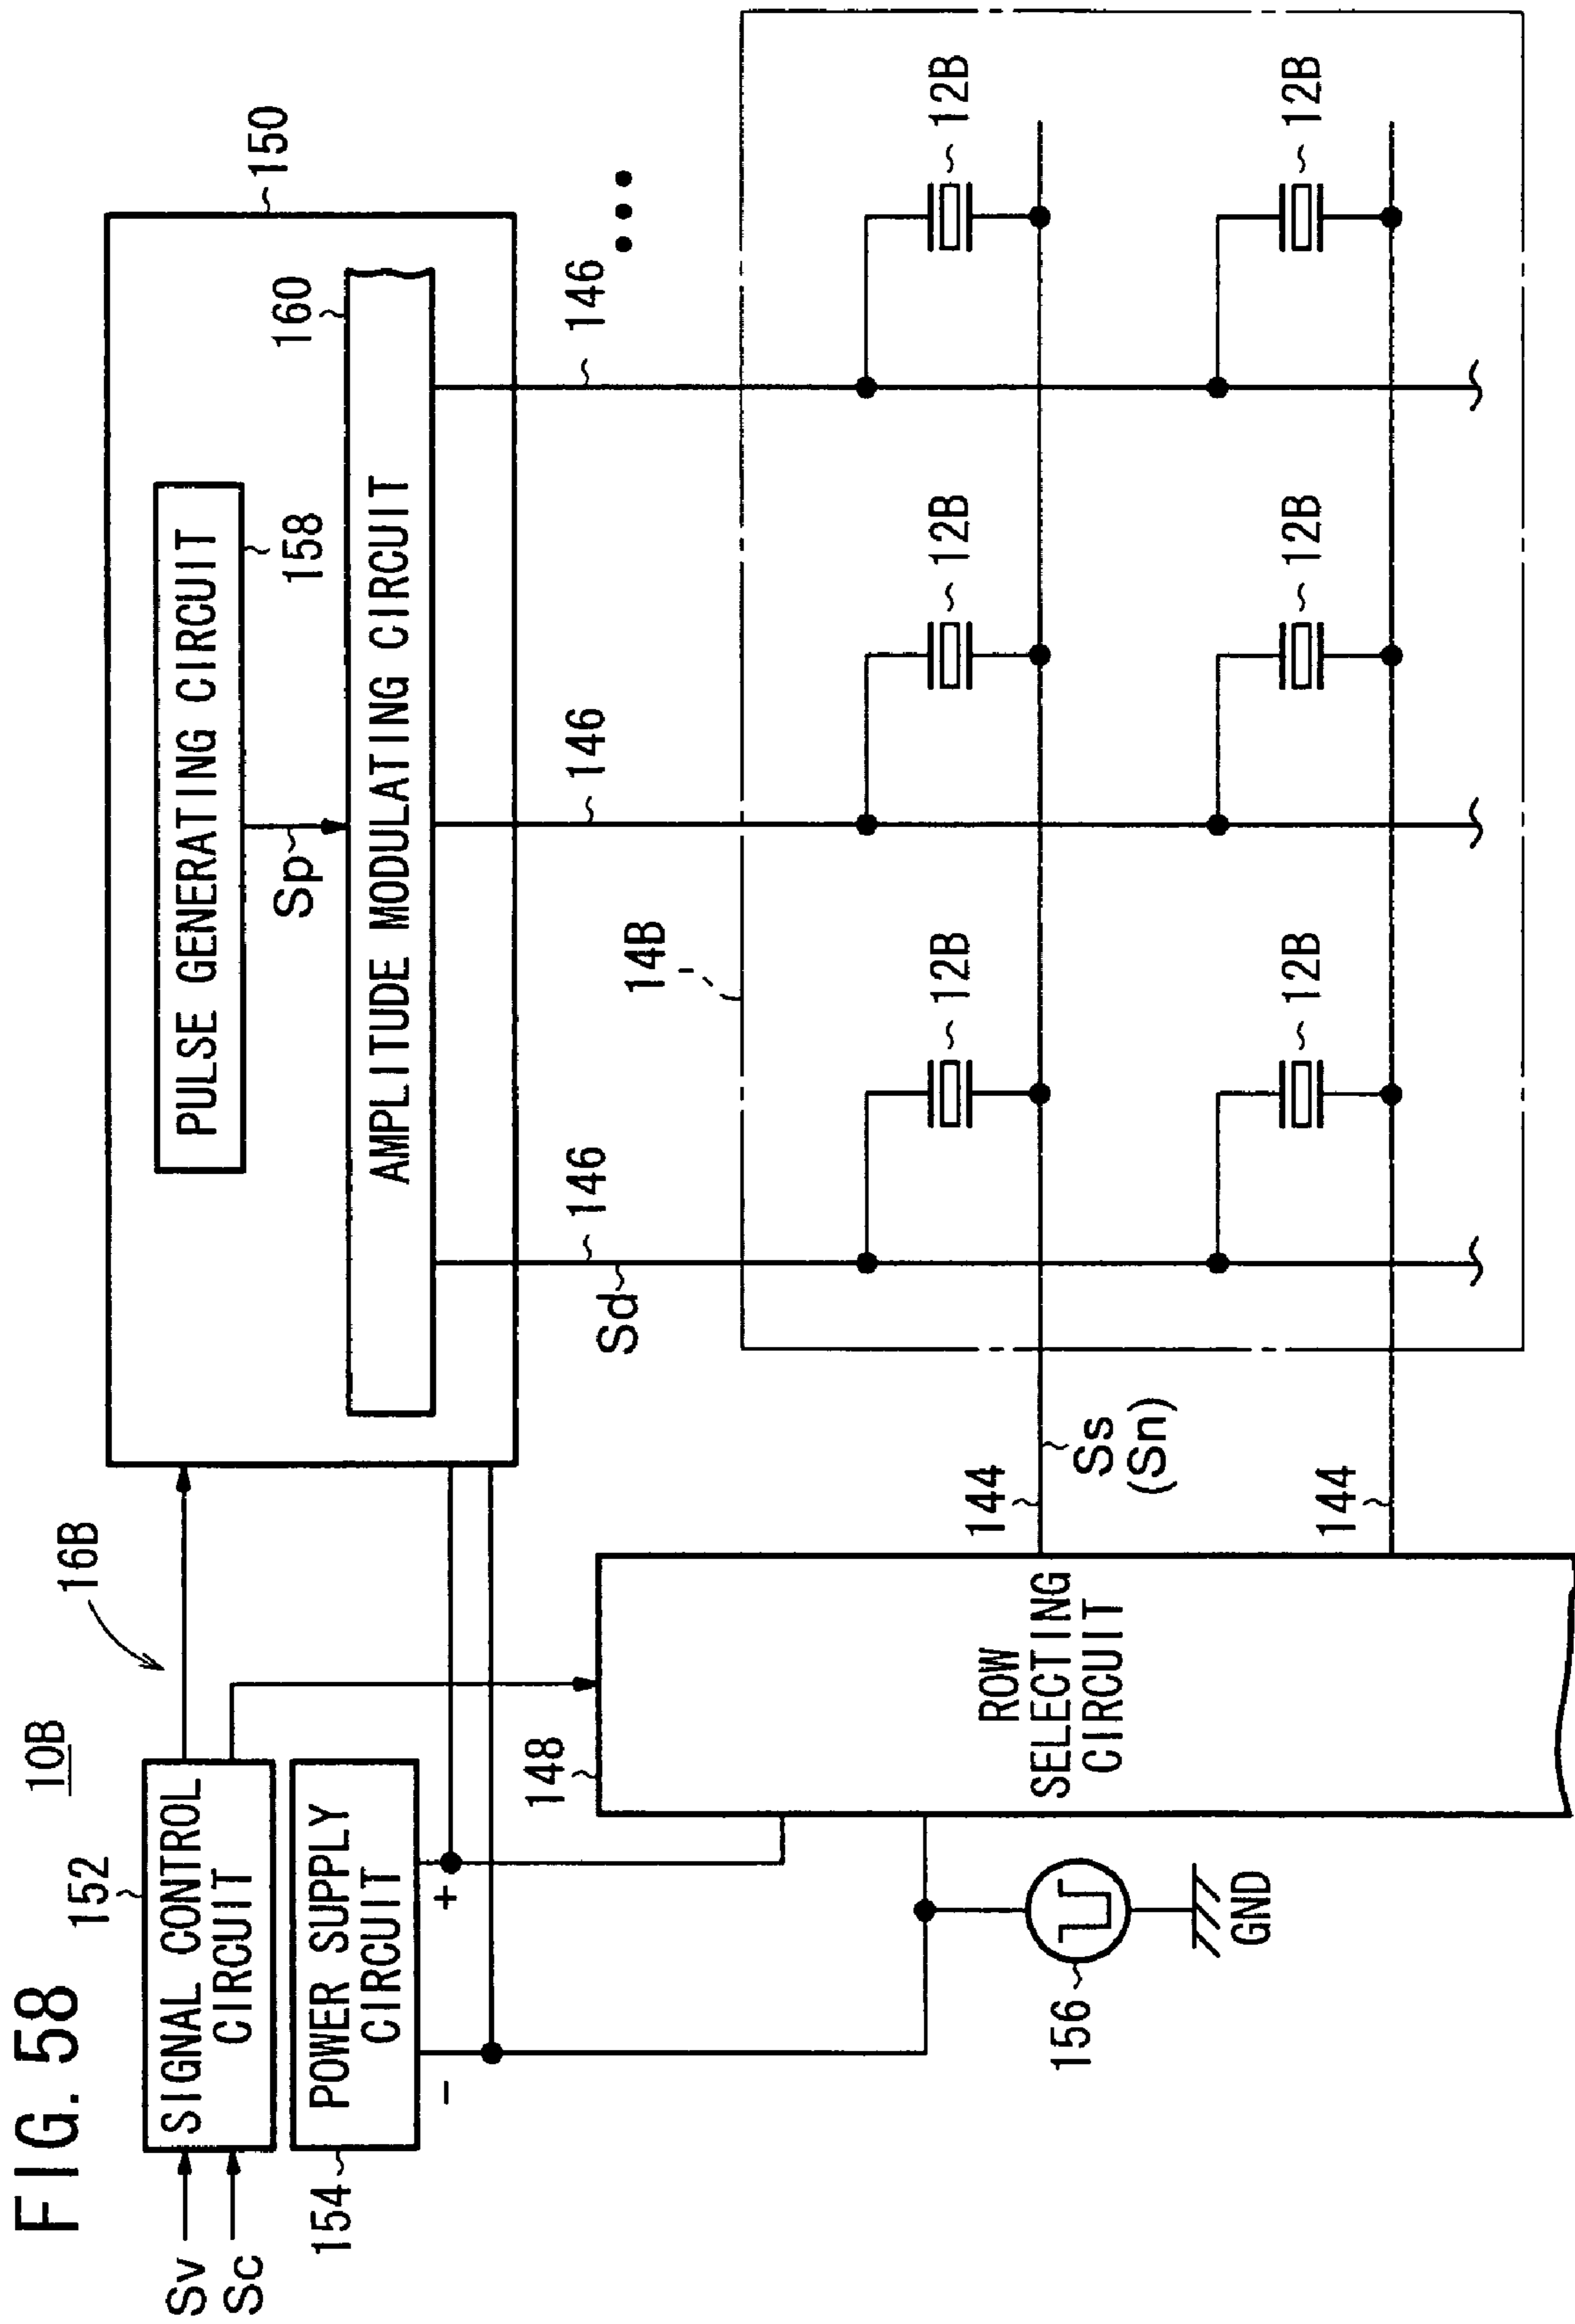 FIG. 58
10B
16B
152
150
Sv
Sc
SIGNAL CONTROL
CIRCUIT
PULSE GENERATING CIRCUIT
158
Sp
160
AMPLITUDE MODULATING CIRCUIT
154
POWER SUPPLY
CIRCUIT
-
+
146
146
146
Sd
14B
148
ROW
SELECTING
CIRCUIT
12B
12B
12B
144
Ss
(Sn)
12B
12B
12B
144
156
GND